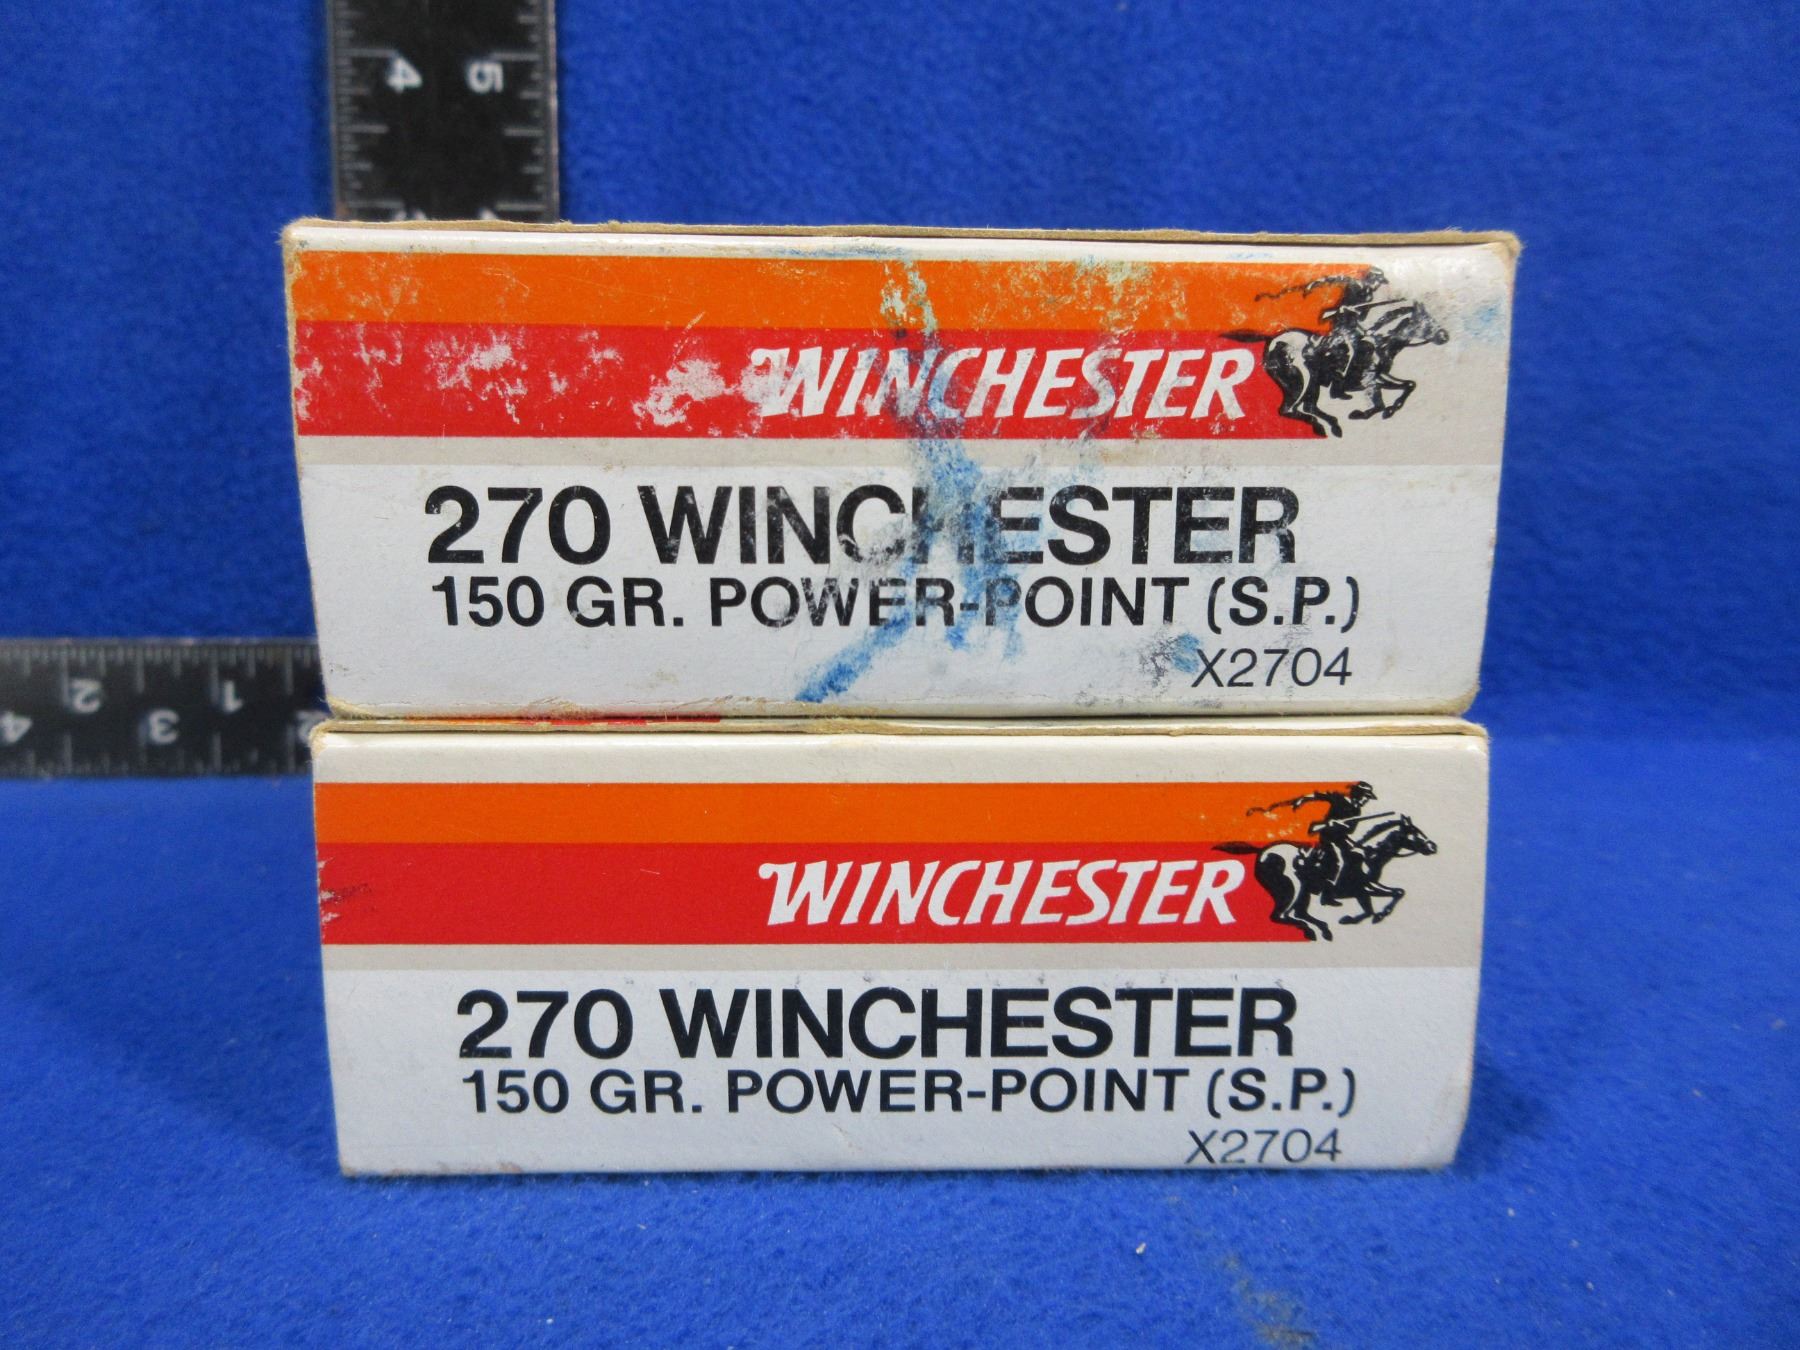 4 5
2 1
4 3 2
WINCHESTER
270 WINCHESTER
150 GR. POWER-POINT (S.P.)
X2704
WINCHESTER
270 WINCHESTER
150 GR. POWER-POINT (S.P.)
X2704